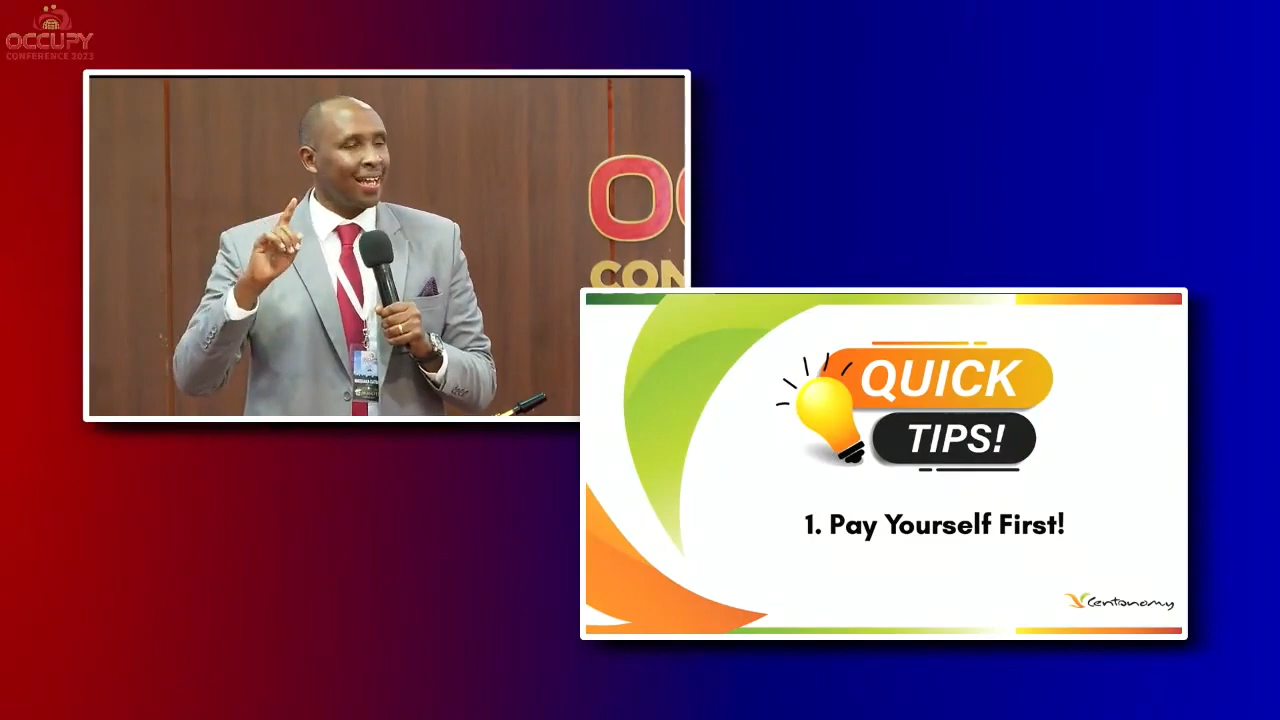 OCCUPY
CONFERENCE 2023
QUICK
TIPS!
1. Pay Yourself First!
Centonomy